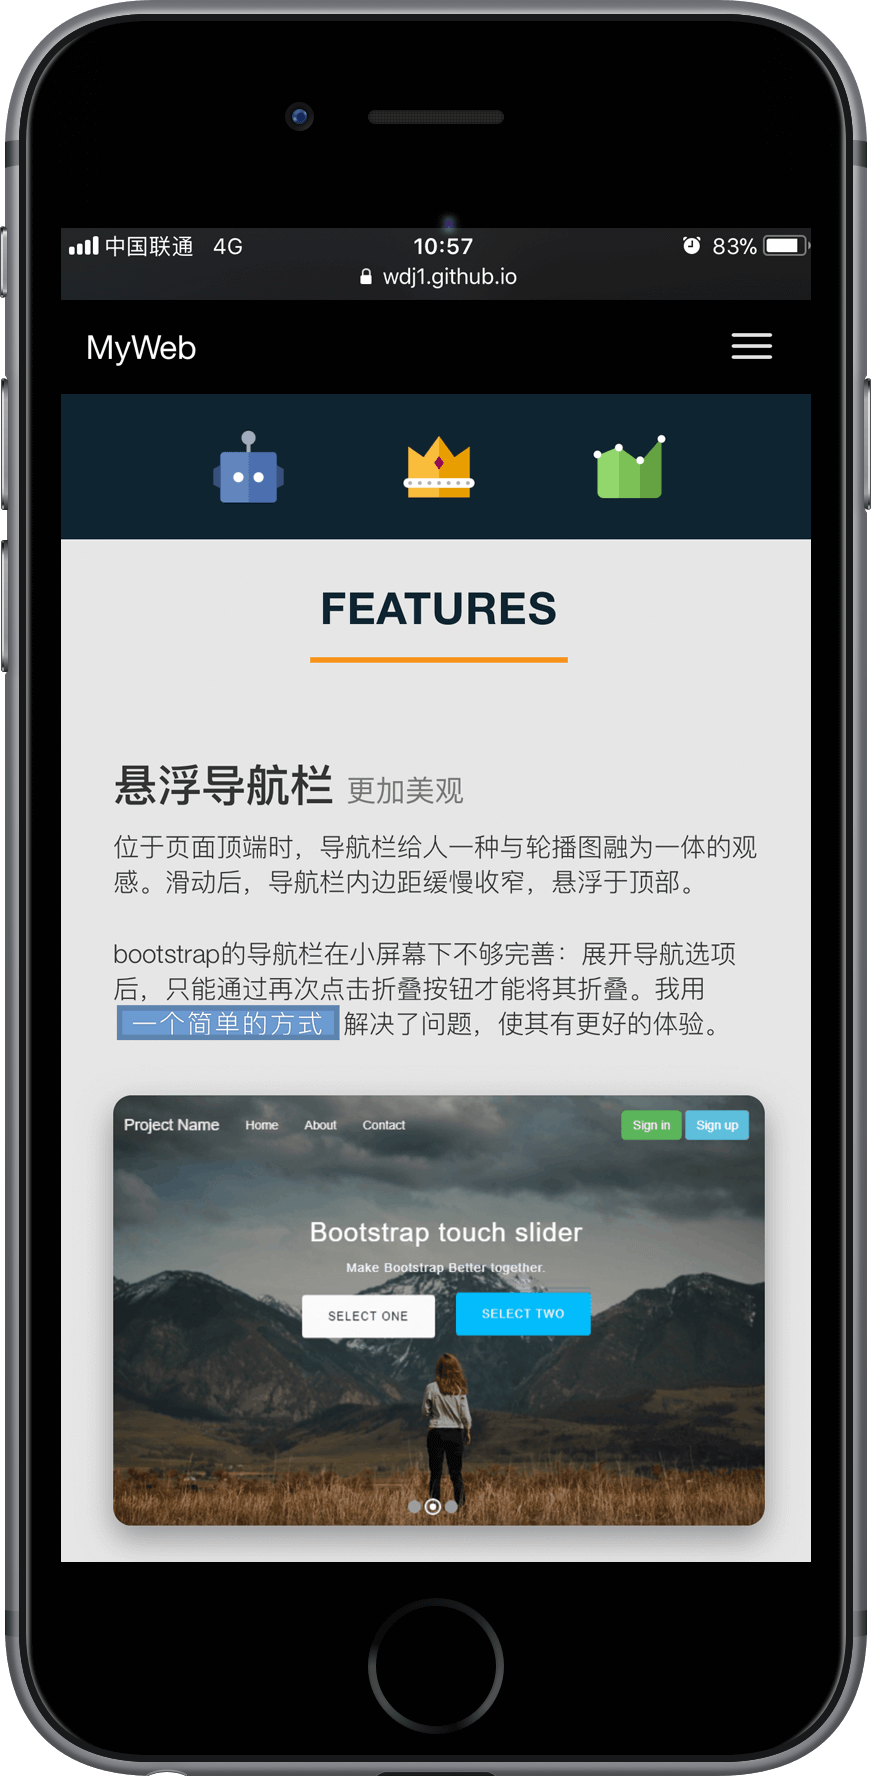 中国联通 4G 10:57 83%
wdj1.github.io
MyWeb
FEATURES
悬浮导航栏 更加美观
位于页面顶端时，导航栏给人一种与轮播图融为一体的观
感。滑动后，导航栏内边距缓慢收窄，悬浮于顶部。
bootstrap的导航栏在小屏幕下不够完善：展开导航选项
后，只能通过再次点击折叠按钮才能将其折叠。我用
一个简单的方式 解决了问题，使其有更好的体验。
Project Name Home About Contact Sign in Sign up
Bootstrap touch slider
Make Bootstrap Better together.
SELECT ONE SELECT TWO